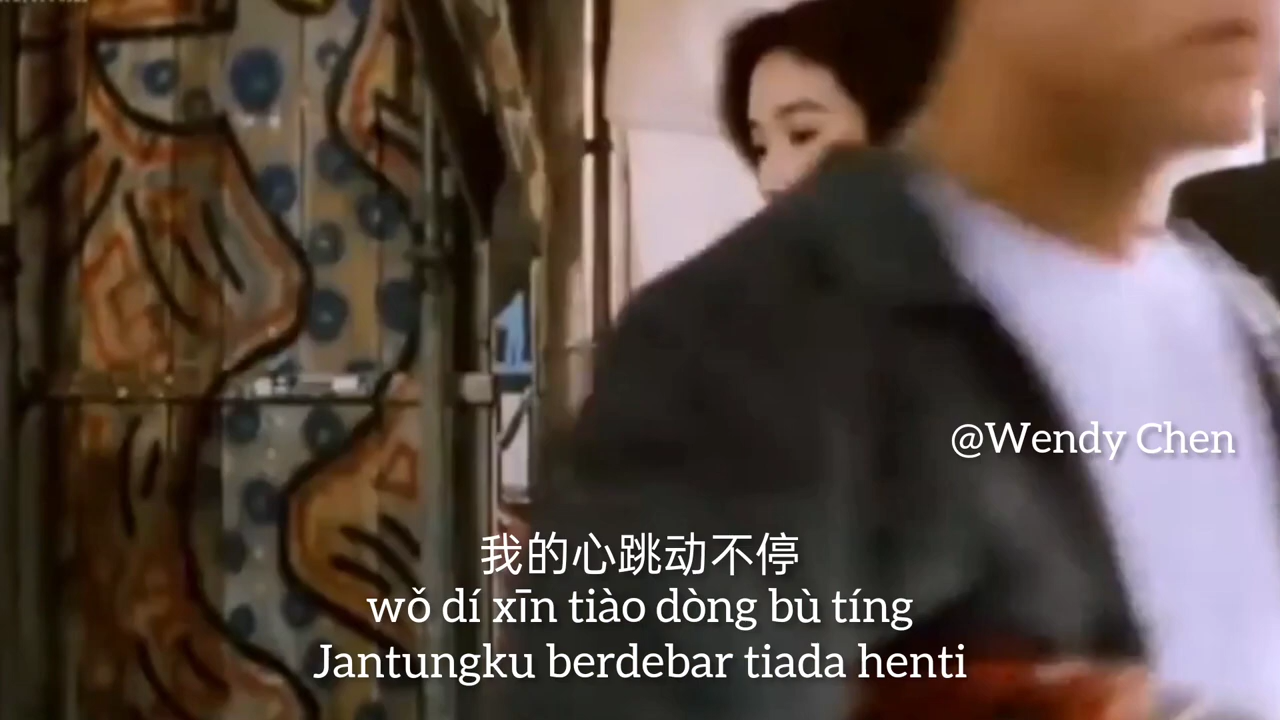 @Wendy Chen
我的心跳动不停
wǒ dí xīn tiào dòng bù tíng
Jantungku berdebar tiada henti